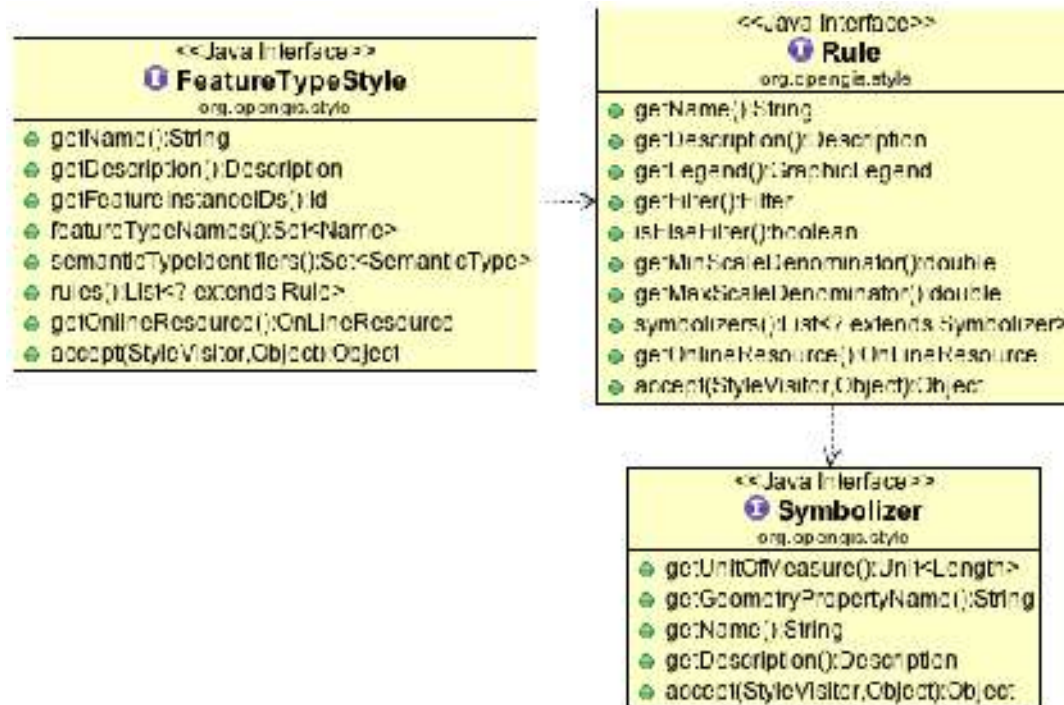 <<Java Interface>>
FeatureTypeStyle
org.opengis.style
getName():String
getDescription():Description
getFeatureInstanceIDs():Id
featureTypeNames():Set<Name>
semanticTypeIdentifiers():Set<SemanticType>
rules():List<? extends Rule>
getOnlineResource():OnLineResource
accept(StyleVisitor,Object):Object
<<Java Interface>>
Rule
org.opengis.style
getName():String
getDescription():Description
getLegend():GraphicLegend
getFilter():Filter
isElseFilter():boolean
getMinScaleDenominator():double
getMaxScaleDenominator():double
symbolizers():List<? extends Symbolizer>
getOnlineResource():OnLineResource
accept(StyleVisitor,Object):Object
<<Java Interface>>
Symbolizer
org.opengis.style
getUnitOfMeasure():Unit<Length>
getGeometryPropertyName():String
getName():String
getDescription():Description
accept(StyleVisitor,Object):Object